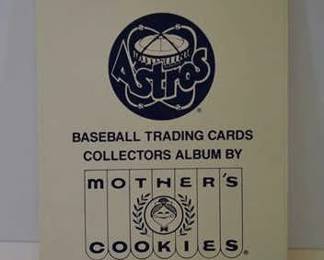 Astros
®
BASEBALL TRADING CARDS
COLLECTORS ALBUM BY
MOTHER'S
COOKIES®